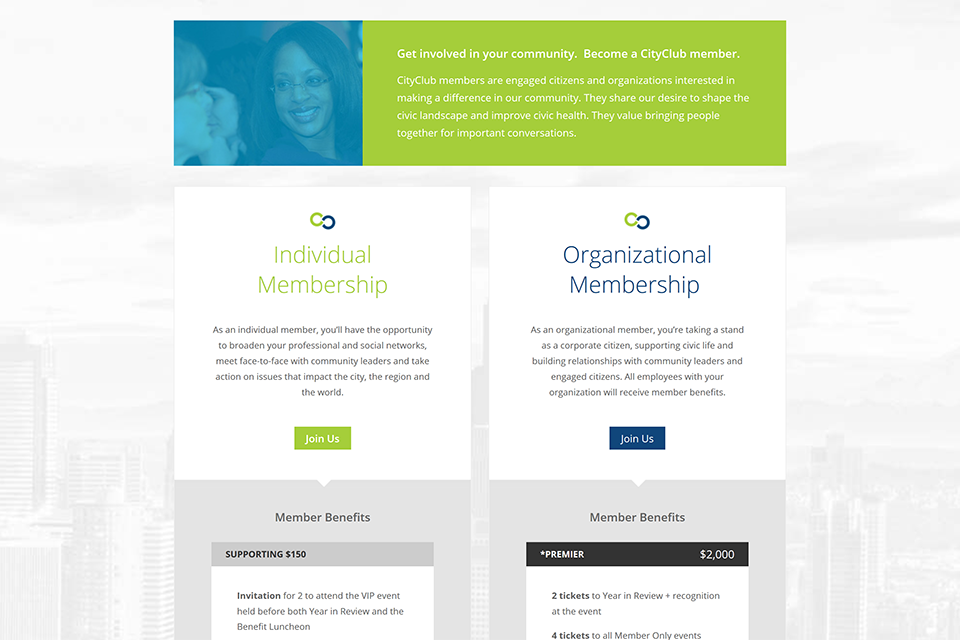 Get involved in your community.  Become a CityClub member.
CityClub members are engaged citizens and organizations interested in
making a difference in our community. They share our desire to shape the
civic landscape and improve civic health. They value bringing people
together for important conversations.
Individual
Membership
As an individual member, you’ll have the opportunity
to broaden your professional and social networks,
meet face-to-face with community leaders and take
action on issues that impact the city, the region and
the world.
Join Us
Member Benefits
SUPPORTING $150
Invitation for 2 to attend the VIP event
held before both Year in Review and the
Benefit Luncheon
Organizational
Membership
As an organizational member, you’re taking a stand
as a corporate citizen, supporting civic life and
building relationships with community leaders and
engaged citizens. All employees with your
organization will receive member benefits.
Join Us
Member Benefits
*PREMIER $2,000
2 tickets to Year in Review + recognition
at the event
4 tickets to all Member Only events